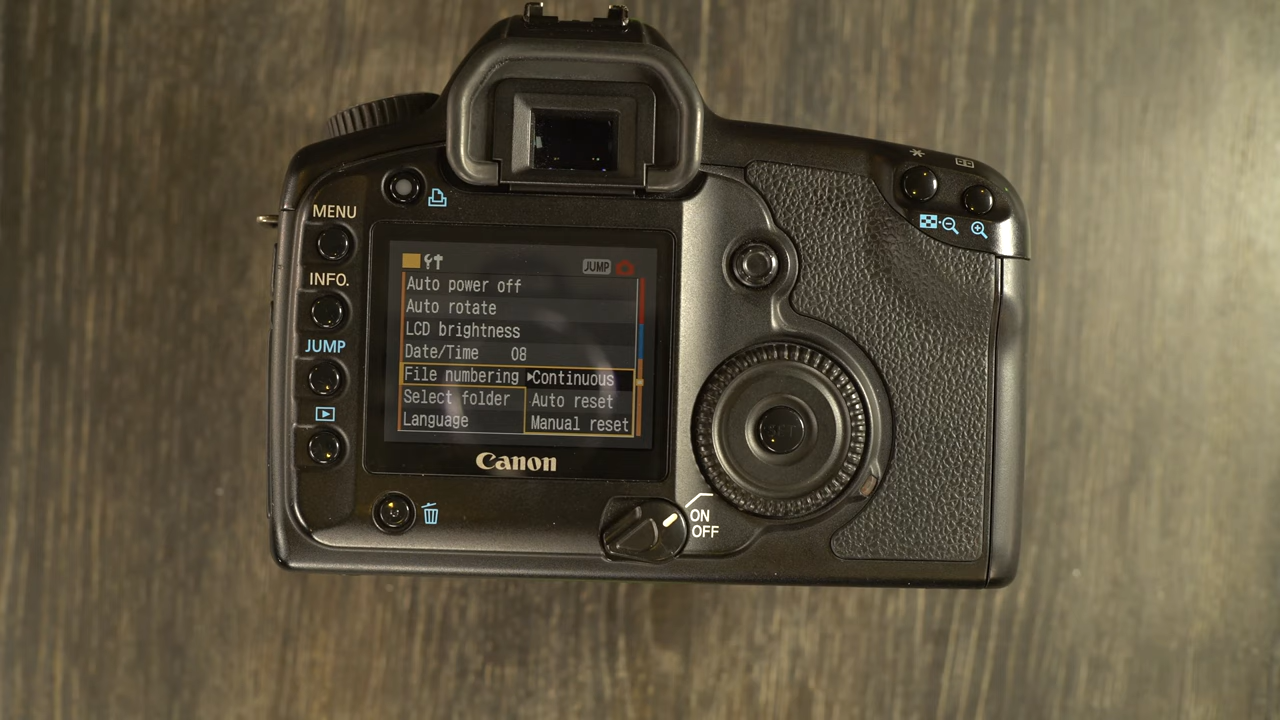 MENU
INFO.
JUMP
JUMP
Auto power off
Auto rotate
LCD brightness
Date/Time 08
File numbering Continuous
Select folder Auto reset
Language Manual reset
Canon
SET
ON
OFF